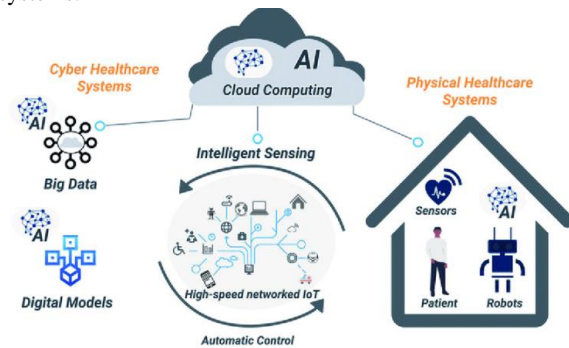 systems.
AI
Cloud Computing
Cyber Healthcare
Systems
Physical Healthcare
Systems
AI
Big Data
Intelligent Sensing
Sensors
AI
AI
Digital Models
High-speed networked IoT
Patient
Robots
Automatic Control